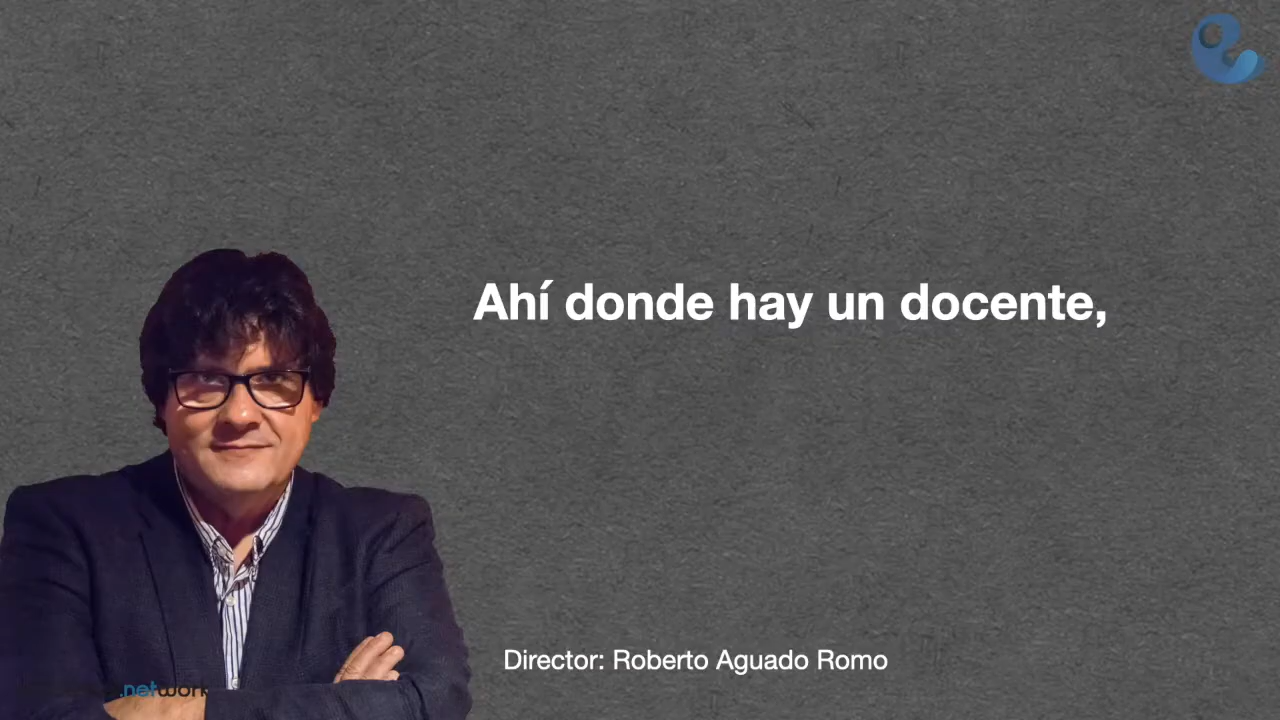 Ahí donde hay un docente,
Director: Roberto Aguado Romo
.network